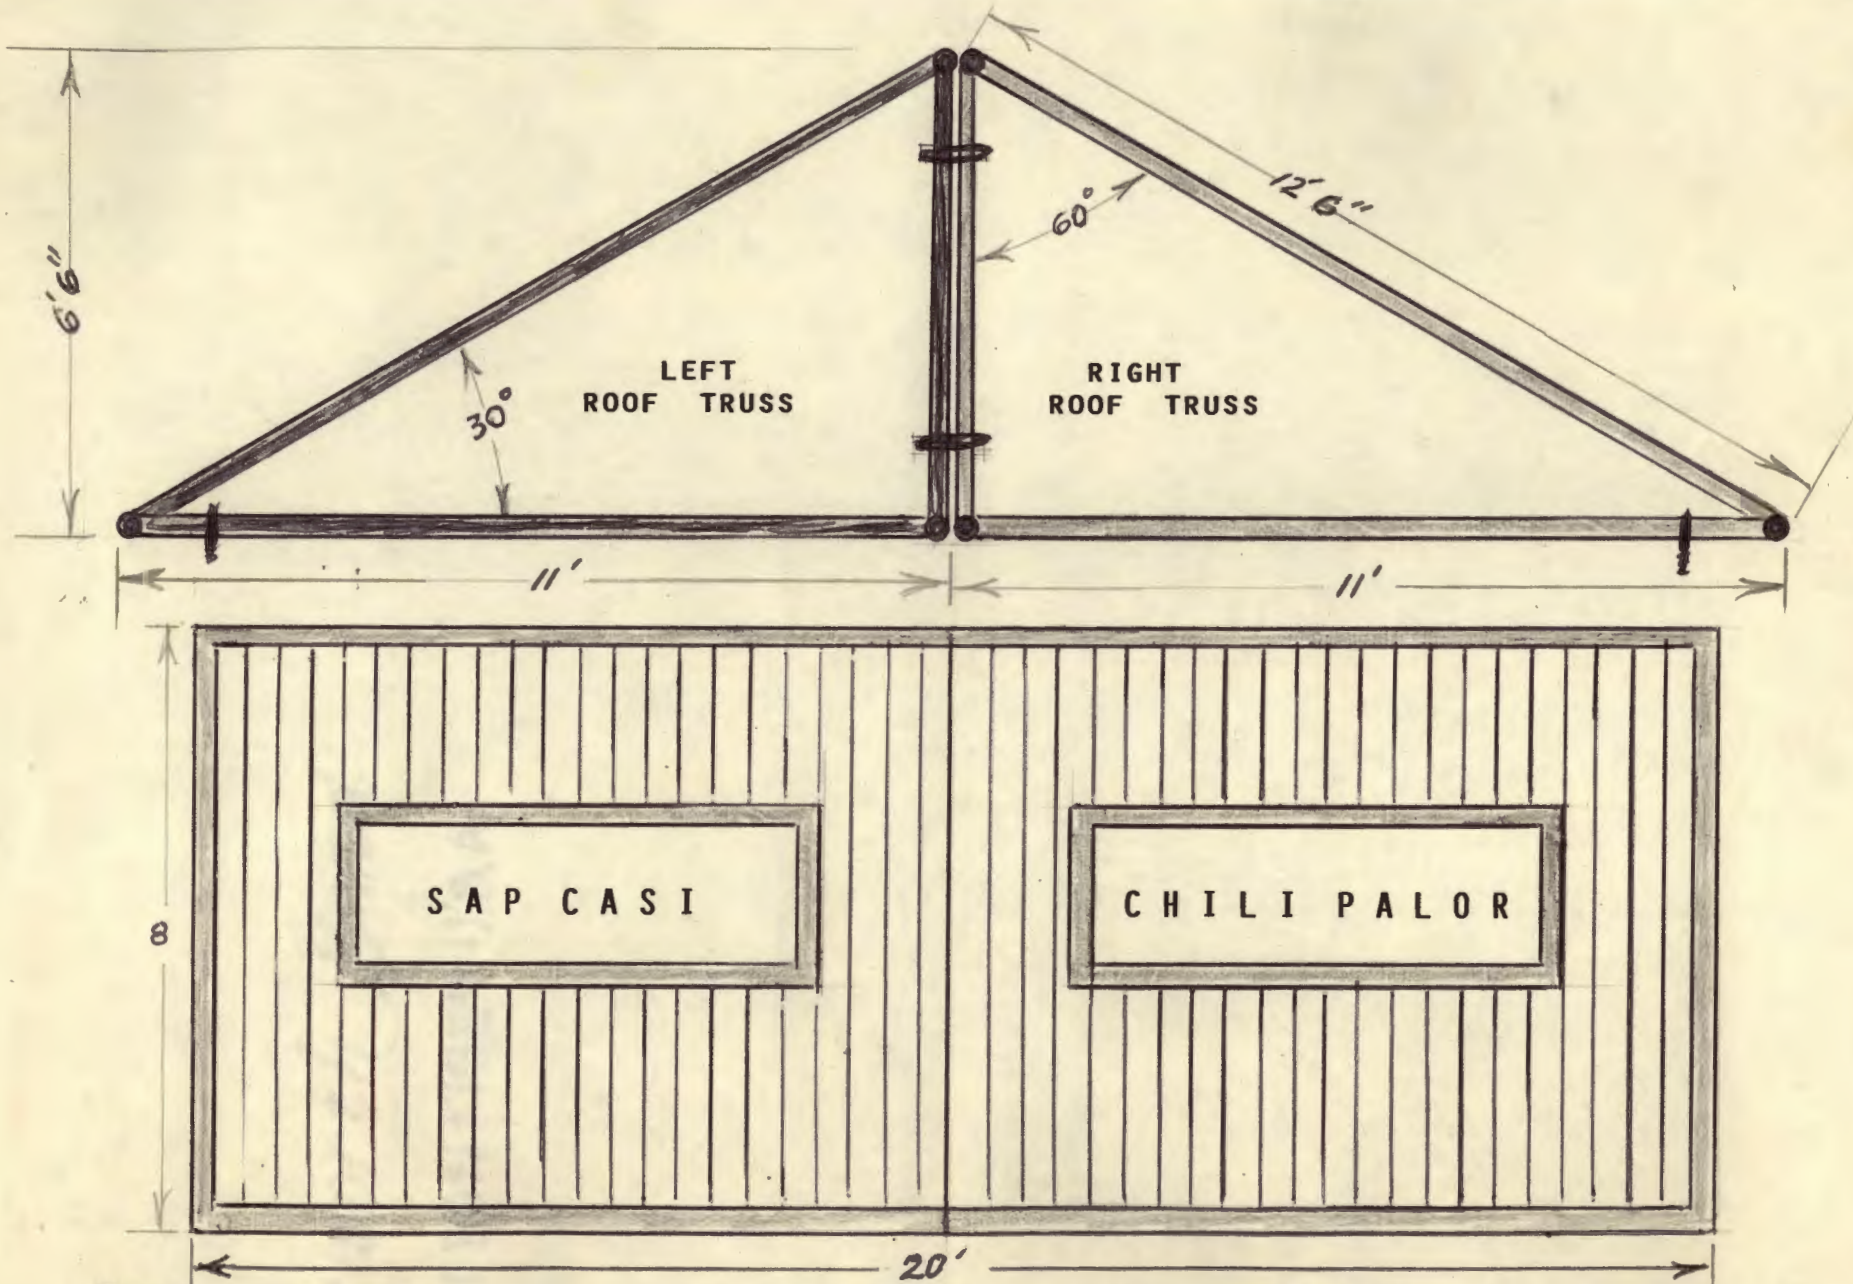 12' 6"
60°
6' 6"
LEFT
ROOF TRUSS
RIGHT
ROOF TRUSS
30°
11'
11'
SAP CASI
CHILI PALOR
8
20'